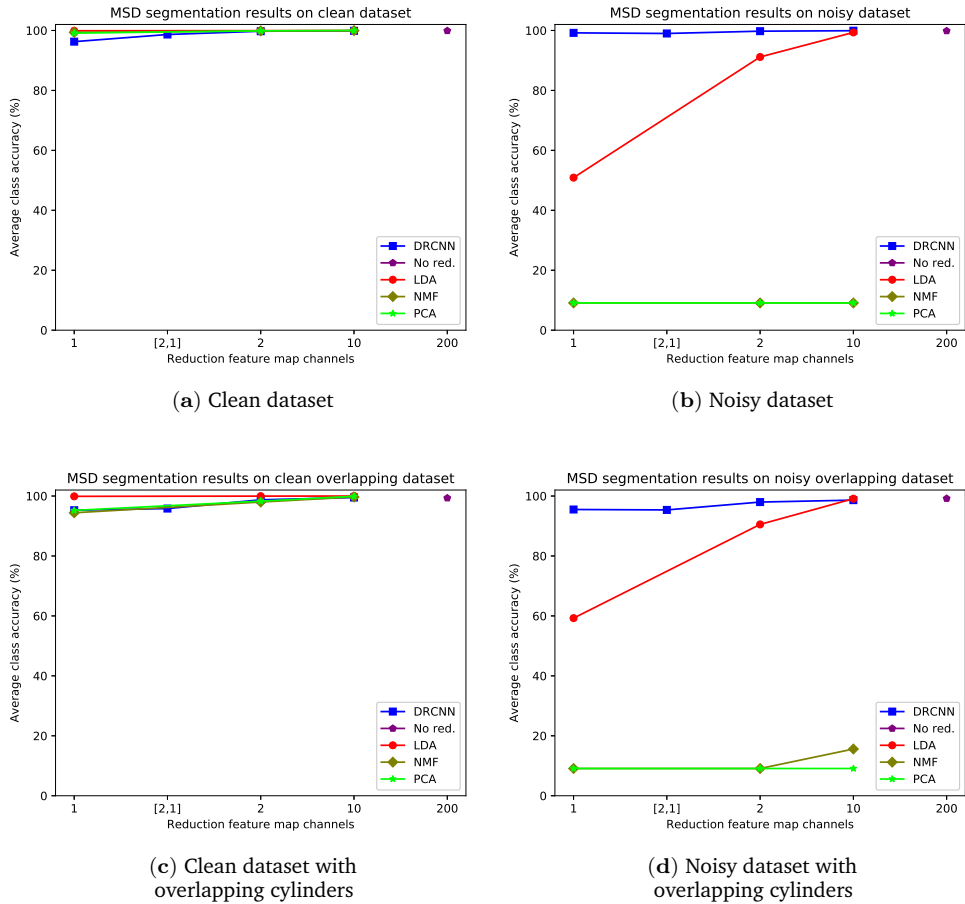 MSD segmentation results on clean dataset
Average class accuracy (%)
100
80
60
40
20
0
DRCNN
No red.
LDA
NMF
PCA
1 [2,1] 2 10 200
Reduction feature map channels
(a) Clean dataset
MSD segmentation results on noisy dataset
Average class accuracy (%)
100
80
60
40
20
0
DRCNN
No red.
LDA
NMF
PCA
1 [2,1] 2 10 200
Reduction feature map channels
(b) Noisy dataset
MSD segmentation results on clean overlapping dataset
Average class accuracy (%)
100
80
60
40
20
0
DRCNN
No red.
LDA
NMF
PCA
1 [2,1] 2 10 200
Reduction feature map channels
(c) Clean dataset with
overlapping cylinders
MSD segmentation results on noisy overlapping dataset
Average class accuracy (%)
100
80
60
40
20
0
DRCNN
No red.
LDA
NMF
PCA
1 [2,1] 2 10 200
Reduction feature map channels
(d) Noisy dataset with
overlapping cylinders